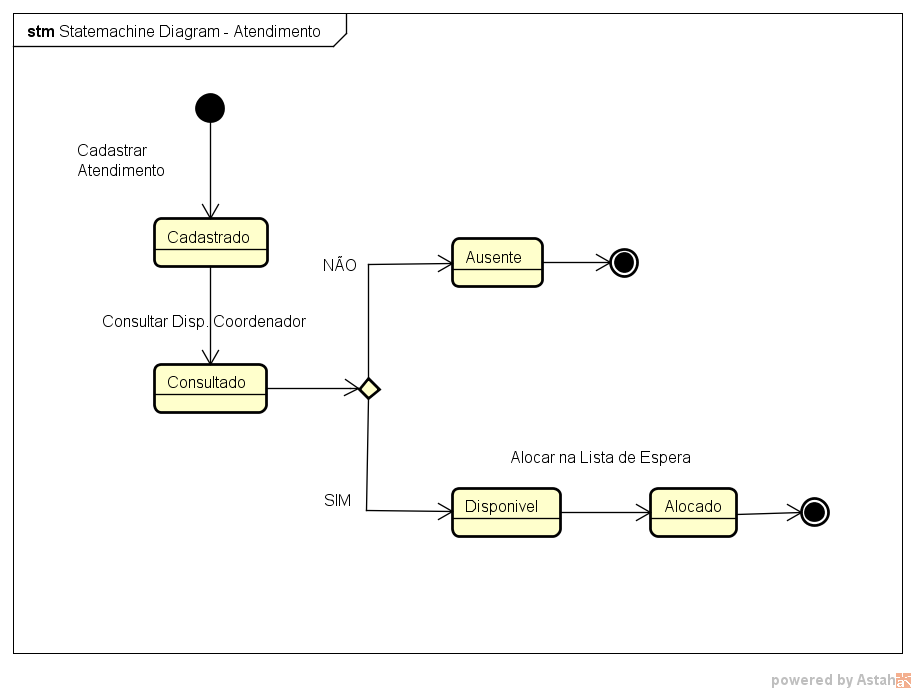 stm Statemachine Diagram - Atendimento
Cadastrar
Atendimento
Cadastrado
Consultar Disp. Coordenador
Consultado
NÃO
Ausente
SIM
Alocar na Lista de Espera
Disponivel
Alocado
powered by Astah